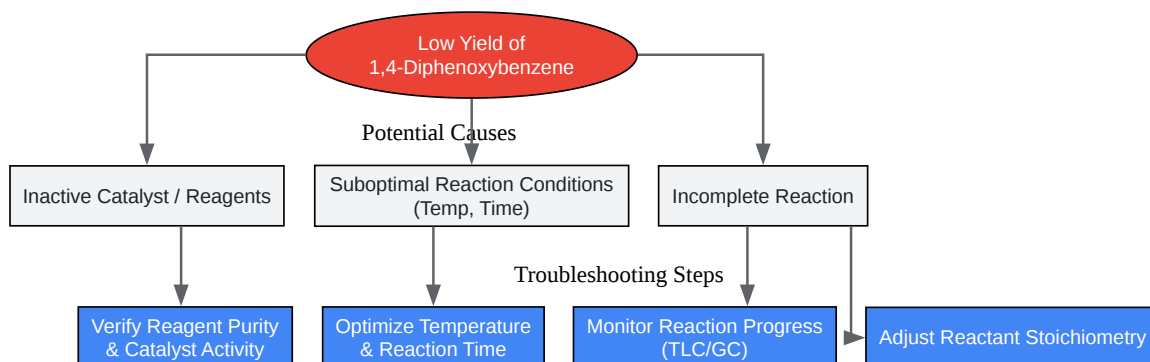 Low Yield of
1,4-Diphenoxybenzene
Potential Causes
Inactive Catalyst / Reagents
Suboptimal Reaction Conditions
(Temp, Time)
Incomplete Reaction
Troubleshooting Steps
Verify Reagent Purity
& Catalyst Activity
Optimize Temperature
& Reaction Time
Monitor Reaction Progress
(TLC/GC)
Adjust Reactant Stoichiometry